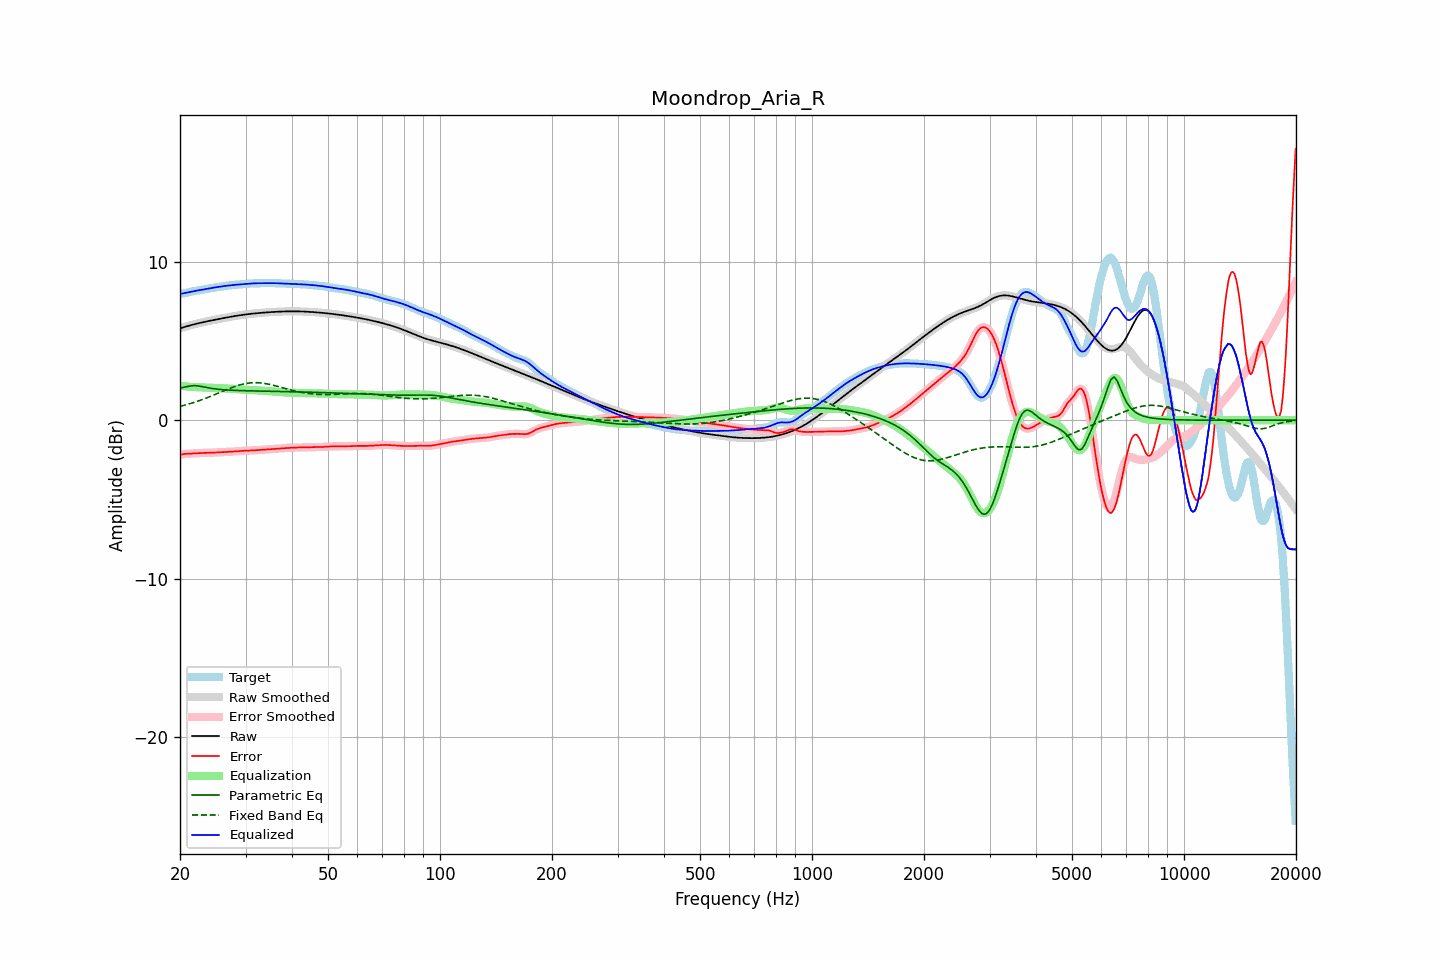 Moondrop_Aria_R
Amplitude (dBr)
10
0
−10
−20
Target
Raw Smoothed
Error Smoothed
Raw
Error
Equalization
Parametric Eq
Fixed Band Eq
Equalized
20 50 100 200 500 1000 2000 5000 10000 20000
Frequency (Hz)